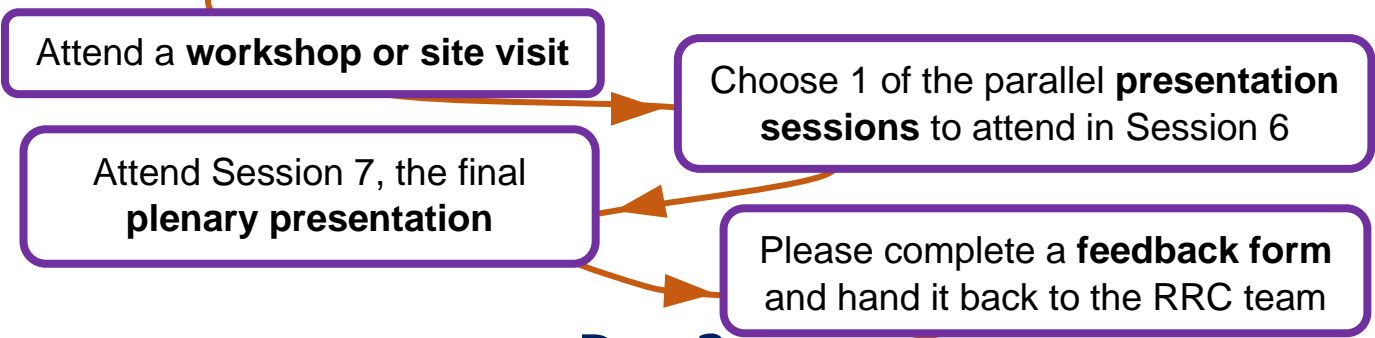 Attend a workshop or site visit
Choose 1 of the parallel presentation
sessions to attend in Session 6
Attend Session 7, the final
plenary presentation
Please complete a feedback form
and hand it back to the RRC team